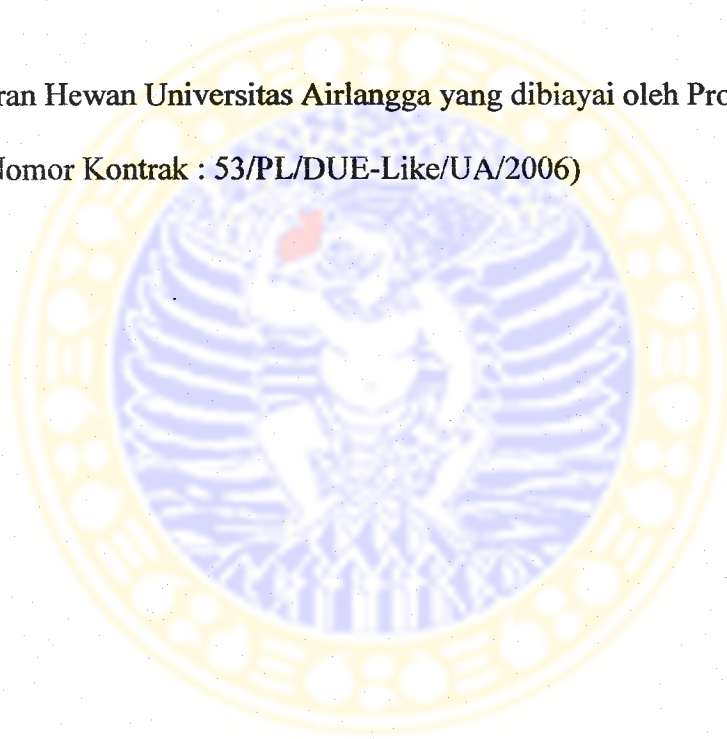 ran Hewan Universitas Airlangga yang dibiayai oleh Pro
Nomor Kontrak : 53/PL/DUE-Like/UA/2006)